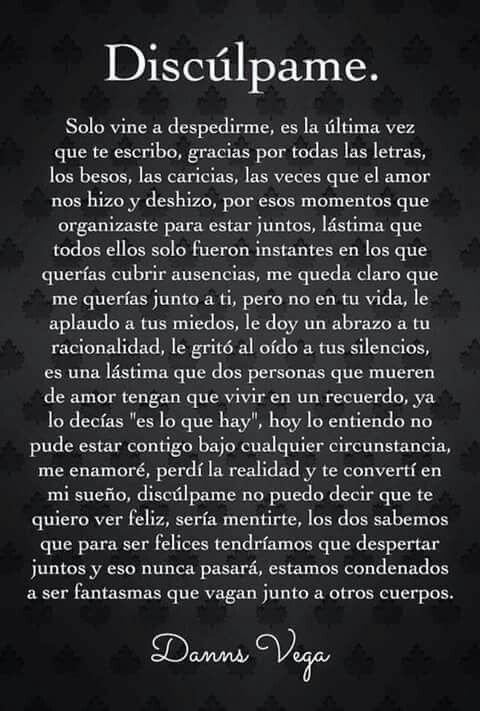 Discúlpame.
Solo vine a despedirme, es la última vez
que te escribo, gracias por todas las letras,
los besos, las caricias, las veces que el amor
nos hizo y deshizo, por esos momentos que
organizaste para estar juntos, lástima que
todos ellos solo fueron instantes en los que
querías cubrir ausencias, me queda claro que
me querías junto a ti, pero no en tu vida, le
aplaudo a tus miedos, le doy un abrazo a tu
racionalidad, le gritó al oído a tus silencios,
es una lástima que dos personas que mueren
de amor tengan que vivir en un recuerdo, ya
lo decías "es lo que hay", hoy lo entiendo no
pude estar contigo bajo cualquier circunstancia,
me enamoré, perdí la realidad y te convertí en
mi sueño, discúlpame no puedo decir que te
quiero ver feliz, sería mentirte, los dos sabemos
que para ser felices tendríamos que despertar
juntos y eso nunca pasará, estamos condenados
a ser fantasmas que vagan junto a otros cuerpos.
Danns Vega